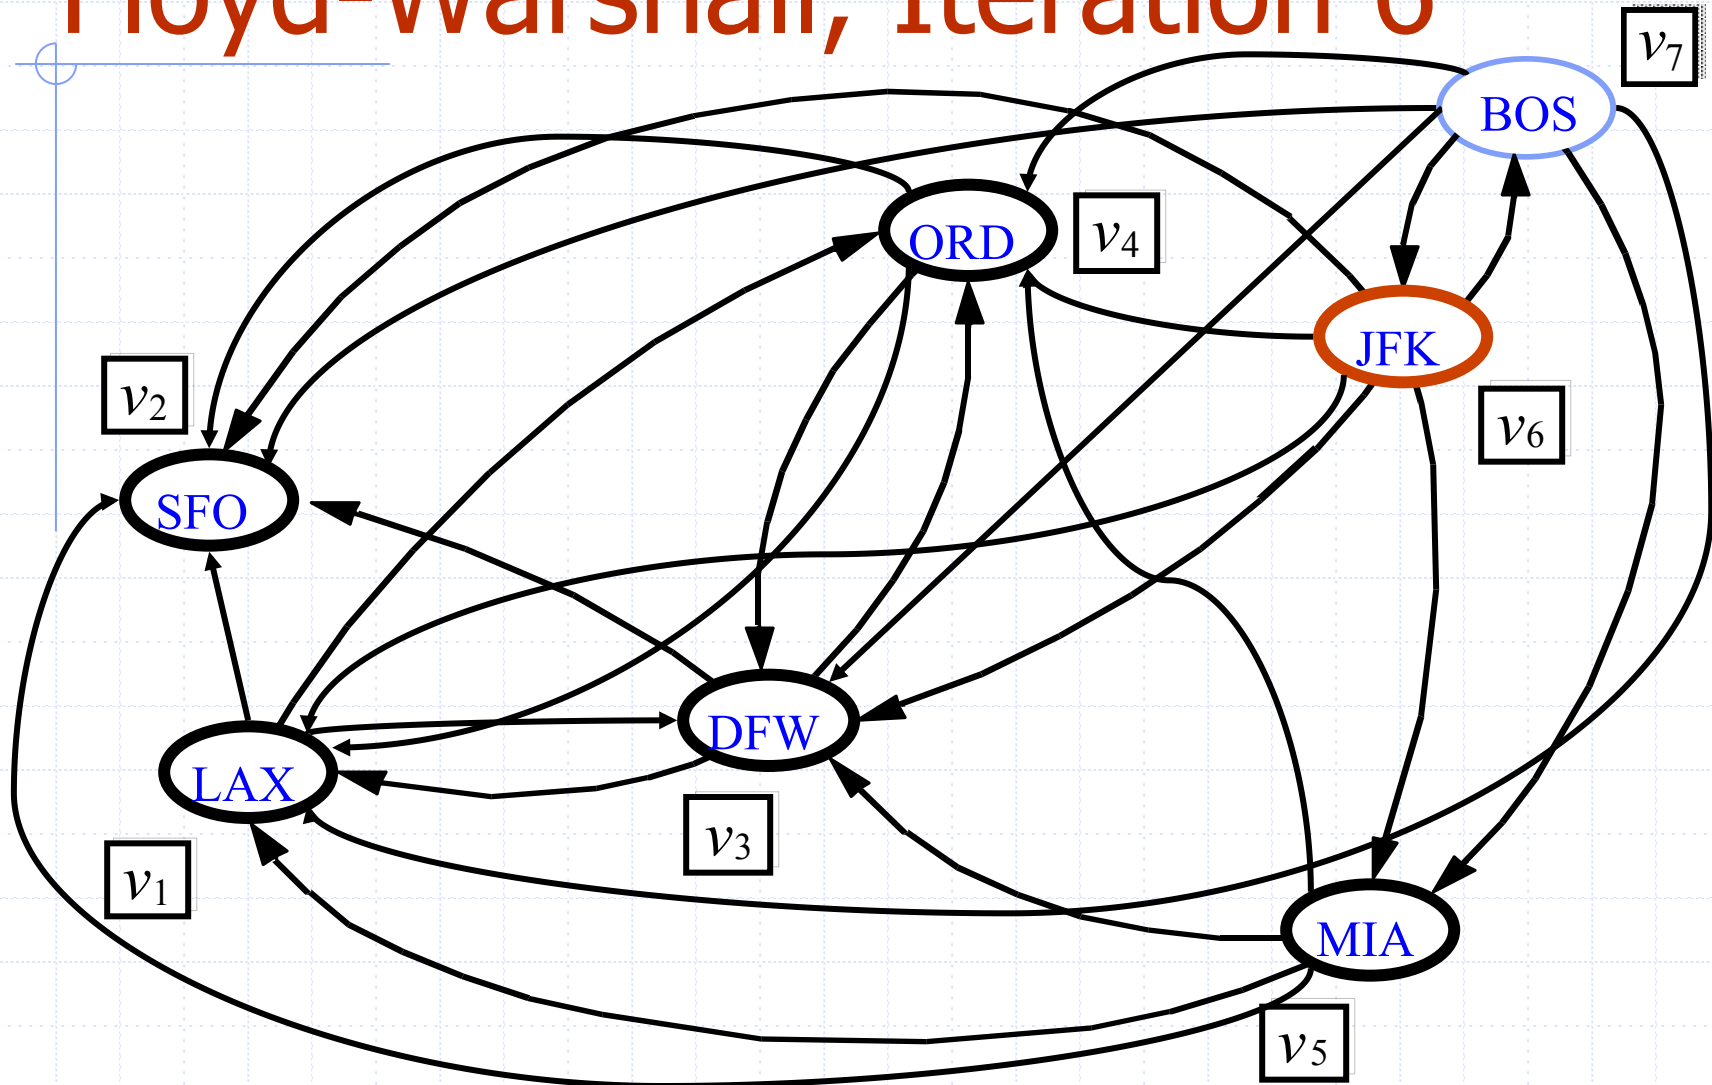 Floyd-Warshall, Iteration 6
v7
BOS
ORD
v4
JFK
v2
v6
SFO
DFW
LAX
v3
v1
MIA
v5